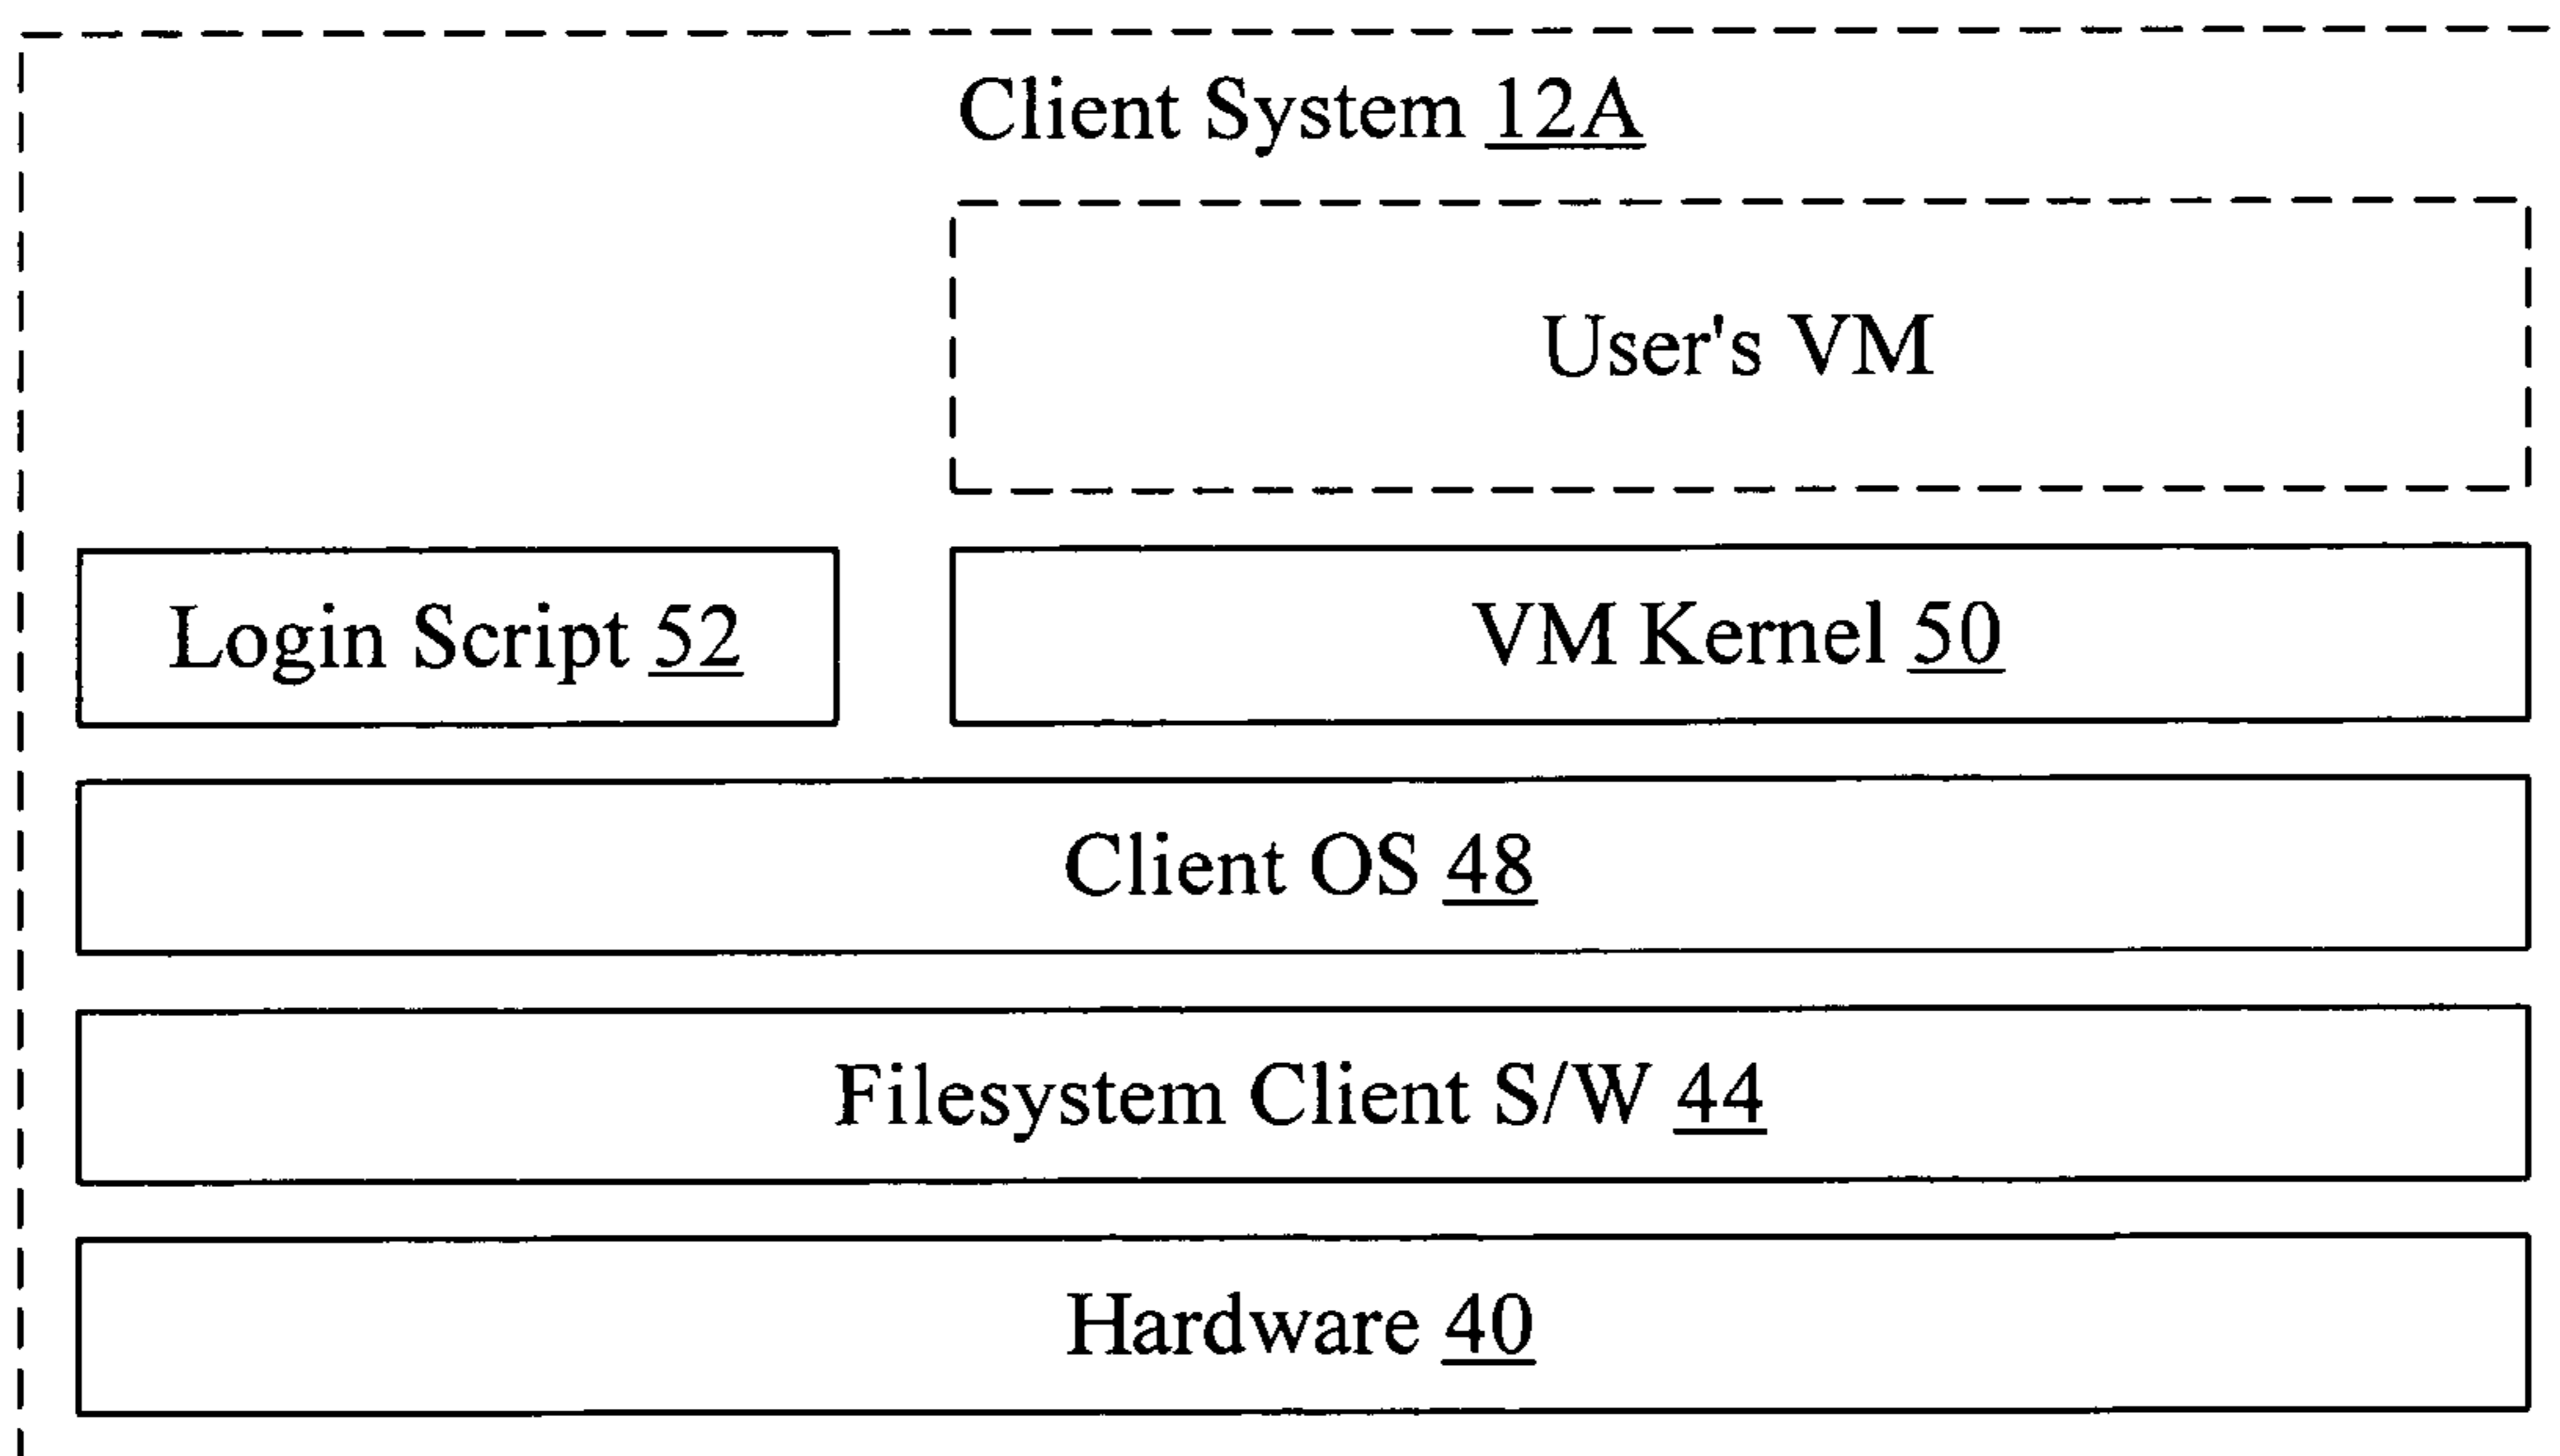 Client System 12A
User's VM
Login Script 52
VM Kernel 50
Client OS 48
Filesystem Client S/W 44
Hardware 40